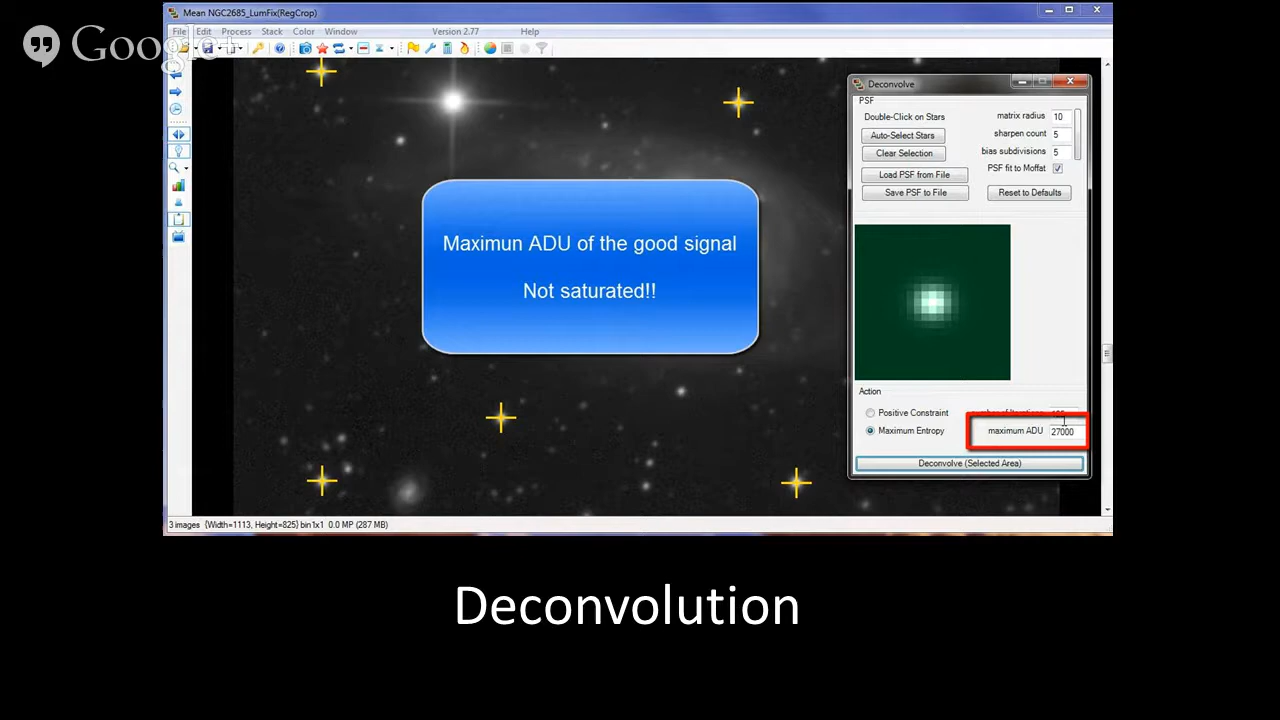 Mean NGC2685_LumFix(RegCrop)
File Edit Process Stack Color Window Version 2.77 Help
Google+
Deconvolve
PSF
Double-Click on Stars
matrix radius 10
Auto-Select Stars
sharpen count 5
Clear Selection
bias subdivisions 5
PSF fit to Moffat
Load PSF from File
Save PSF to File
Reset to Defaults
Maximun ADU of the good signal
Not saturated!!
Action
Positive Constraint
Maximum Entropy
maximum ADU 27000
Deconvolve (Selected Area)
3 images (Width=1113, Height=825) bin1x1 0.0 MP (287 MB)
Deconvolution